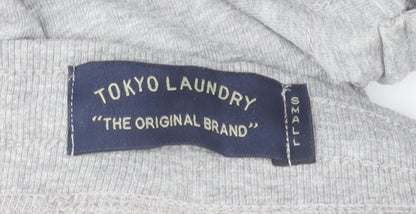 TOKYO LAUNDRY
"THE ORIGINAL BRAND"
SMALL